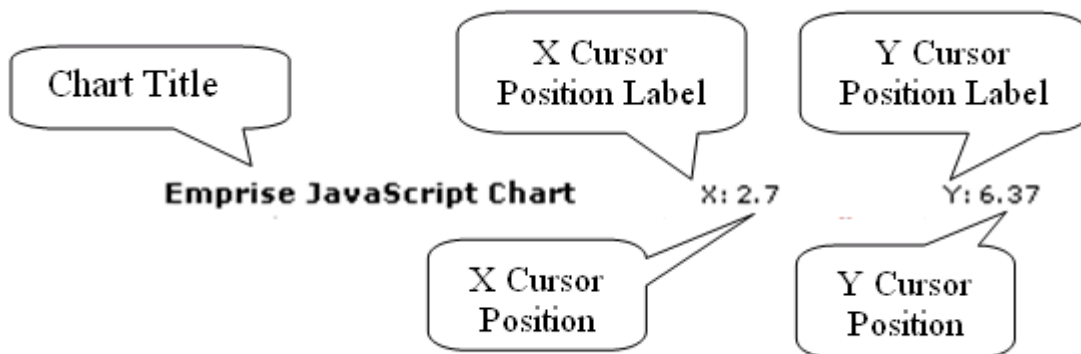 Chart Title
X Cursor
Position Label
Y Cursor
Position Label
Emprise JavaScript Chart
X: 2.7
Y: 6.37
X Cursor
Position
Y Cursor
Position